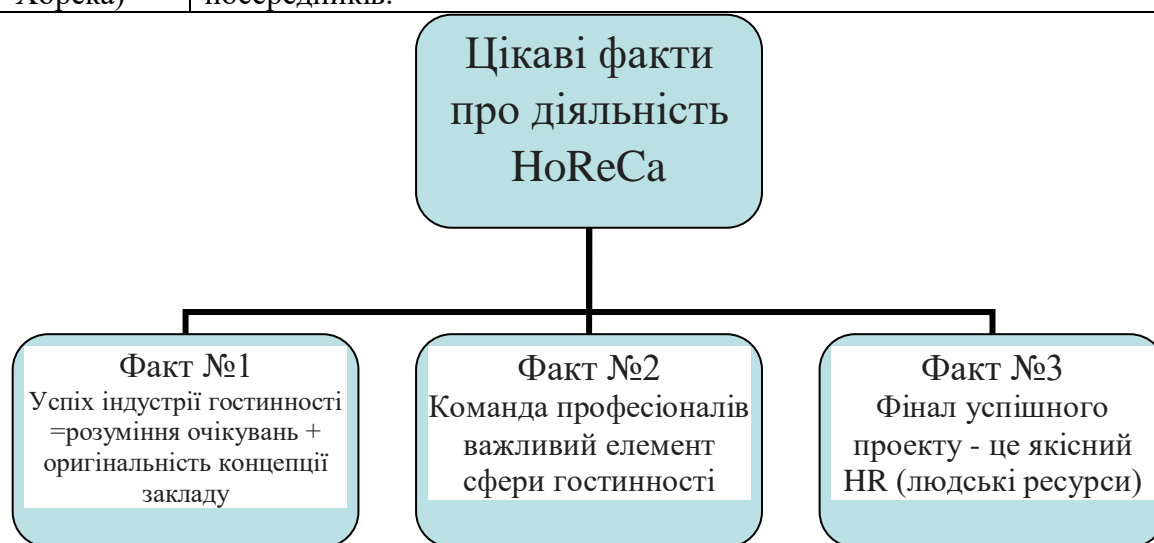 Хорека)
посередників.
Цікаві факти
про діяльність
HoReCa
Факт №1
Успіх індустрії гостинності
=розуміння очікувань +
оригінальність концепції
закладу
Факт №2
Команда професіоналів
важливий елемент
сфери гостинності
Факт №3
Фінал успішного
проекту - це якісний
HR (людські ресурси)